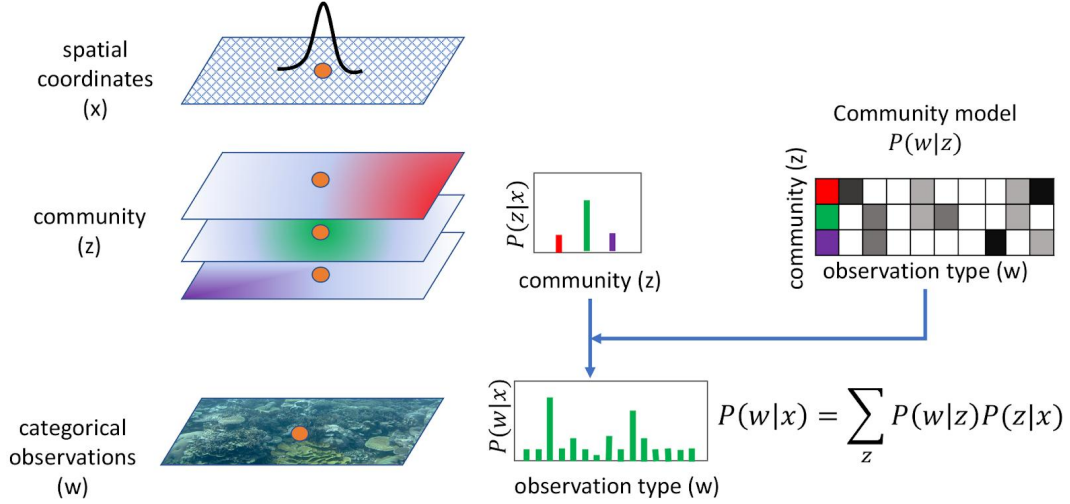 spatial
coordinates
(x)
community
(z)
categorical
observations
(w)
P(z|x)
community (z)
Community model
P(w|z)
community (z)
observation type (w)
P(w|x)
observation type (w)
P(w|x) = ∑ P(w|z)P(z|x)
z